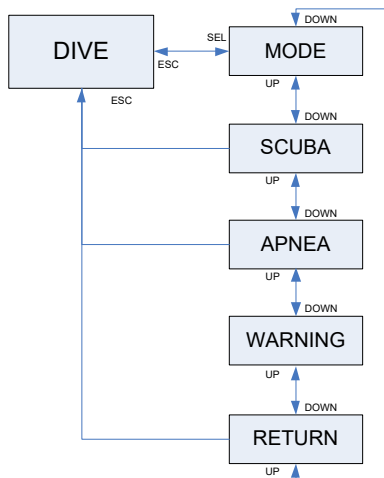 DOWN
DIVE
SEL
MODE
ESC
UP
DOWN
ESC
SCUBA
UP
DOWN
APNEA
UP
DOWN
WARNING
UP
DOWN
RETURN
UP